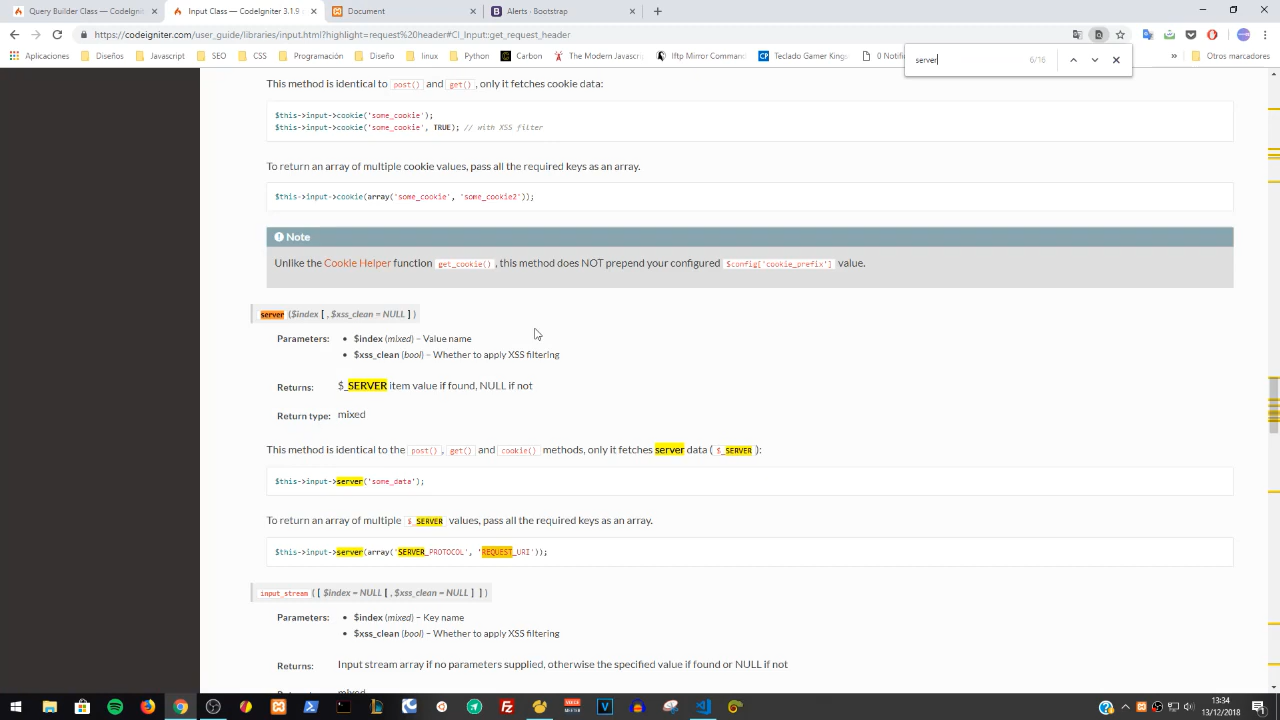 Query Builder Class — CodeIgnit
Input Class — CodeIgniter 3.1.9
Document
Alerts · Bootstrap
https://codeigniter.com/user_guide/libraries/input.html?highlight=request%20header#CI_Input::get_request_header
Aplicaciones
Diseños
Javascript
SEO
CSS
Programación
Diseño
linux
Python
Carbon
The Modern Javascri
lftp Mirror Comman
Teclado Gamer King
0 Notifi
Otros marcadores
server
6/16
This method is identical to post() and get(), only it fetches cookie data:
$this->input->cookie('some_cookie');
$this->input->cookie('some_cookie', TRUE); // with XSS filter
To return an array of multiple cookie values, pass all the required keys as an array.
$this->input->cookie(array('some_cookie', 'some_cookie2'));
Note
Unlike the Cookie Helper function get_cookie(), this method does NOT prepend your configured $config['cookie_prefix'] value.
server ($index [, $xss_clean = NULL ])
Parameters: • $index (mixed) – Value name
• $xss_clean (bool) – Whether to apply XSS filtering
Returns: $_SERVER item value if found, NULL if not
Return type: mixed
This method is identical to the post(), get() and cookie() methods, only it fetches server data ($_SERVER):
$this->input->server('some_data');
To return an array of multiple $_SERVER values, pass all the required keys as an array.
$this->input->server(array('SERVER_PROTOCOL', 'REQUEST_URI'));
input_stream ([ $index = NULL [, $xss_clean = NULL ] ])
Parameters: • $index (mixed) – Key name
• $xss_clean (bool) – Whether to apply XSS filtering
Returns: Input stream array if no parameters supplied, otherwise the specified value if found or NULL if not
mixed
13:34
13/12/2018